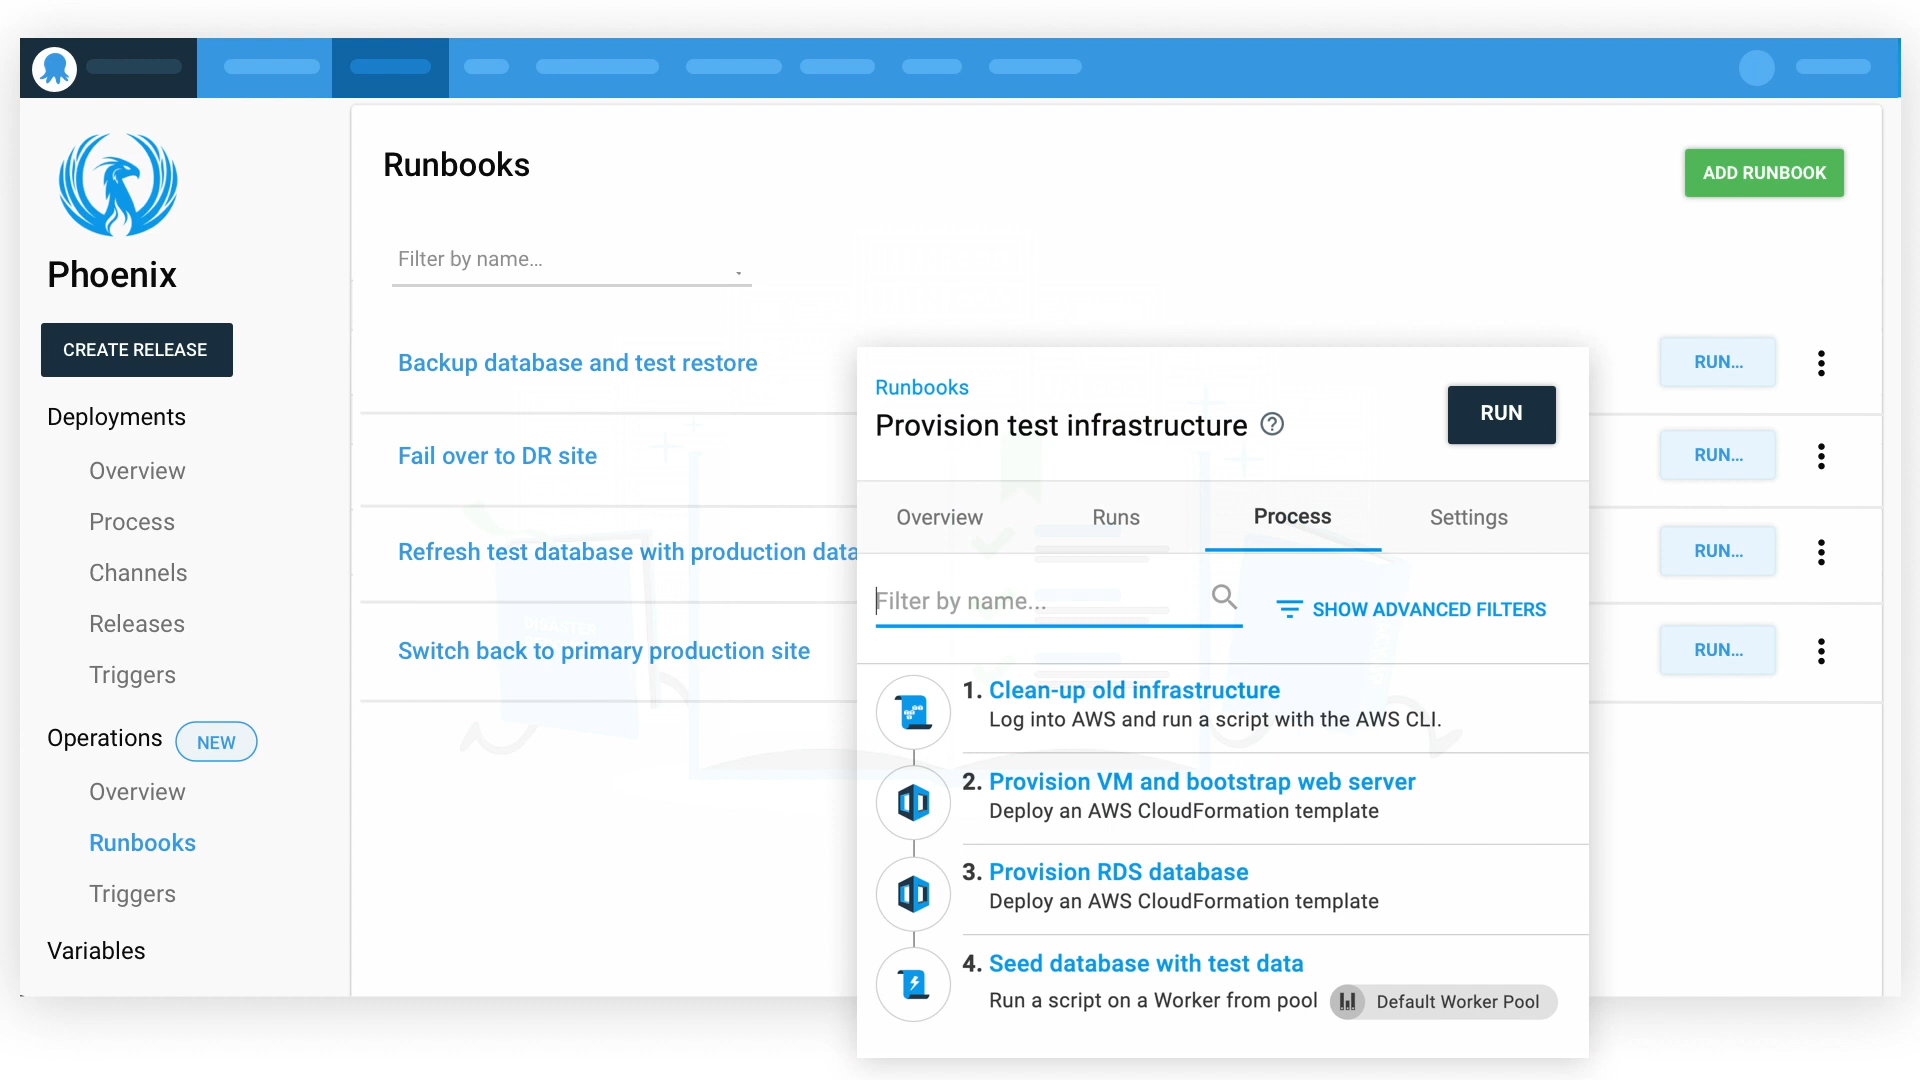 Phoenix
CREATE RELEASE
Deployments
Overview
Process
Channels
Releases
Triggers
Operations NEW
Overview
Runbooks
Triggers
Variables
Runbooks
ADD RUNBOOK
Filter by name...
Backup database and test restore
RUN...
Fail over to DR site
RUN...
Refresh test database with production data
RUN...
Switch back to primary production site
RUN...
Runbooks
Provision test infrastructure ?
RUN
Overview Runs Process Settings
Filter by name...
SHOW ADVANCED FILTERS
1. Clean-up old infrastructure
Log into AWS and run a script with the AWS CLI.
2. Provision VM and bootstrap web server
Deploy an AWS CloudFormation template
3. Provision RDS database
Deploy an AWS CloudFormation template
4. Seed database with test data
Run a script on a Worker from pool Default Worker Pool
DISASTER